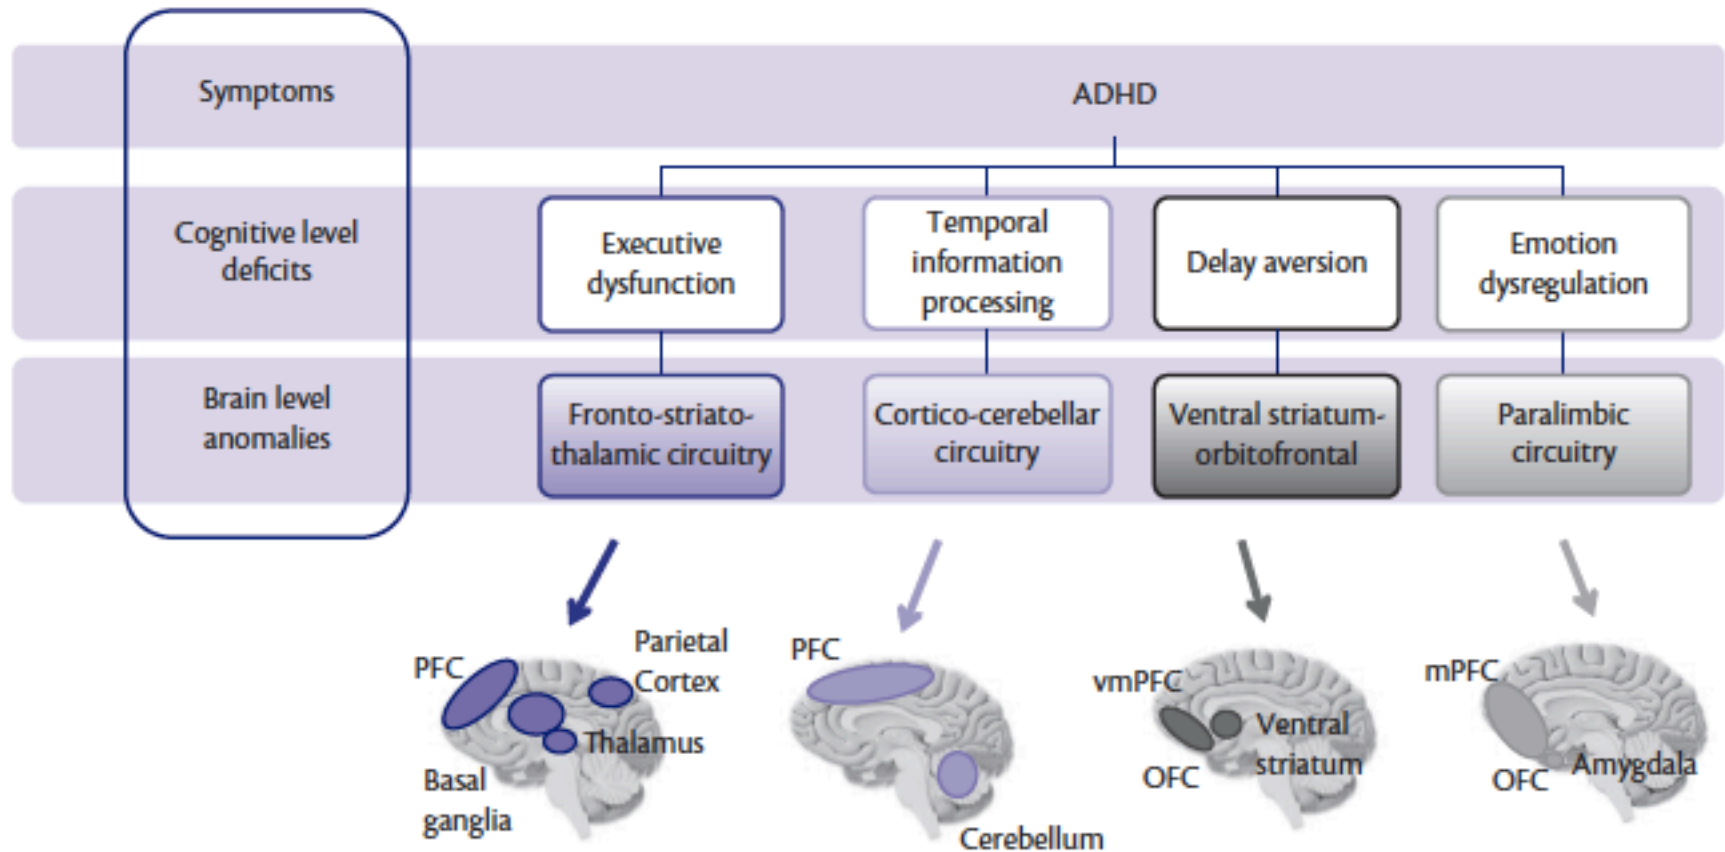 Symptoms
ADHD
Cognitive level
deficits
Executive
dysfunction
Temporal
information
processing
Delay aversion
Emotion
dysregulation
Brain level
anomalies
Fronto-striato-
thalamic circuitry
Cortico-cerebellar
circuitry
Ventral striatum-
orbitofrontal
Paralimbic
circuitry
PFC
Parietal
Cortex
Thalamus
Basal
ganglia
PFC
Cerebellum
vmPFC
Ventral
striatum
OFC
mPFC
OFC
Amygdala